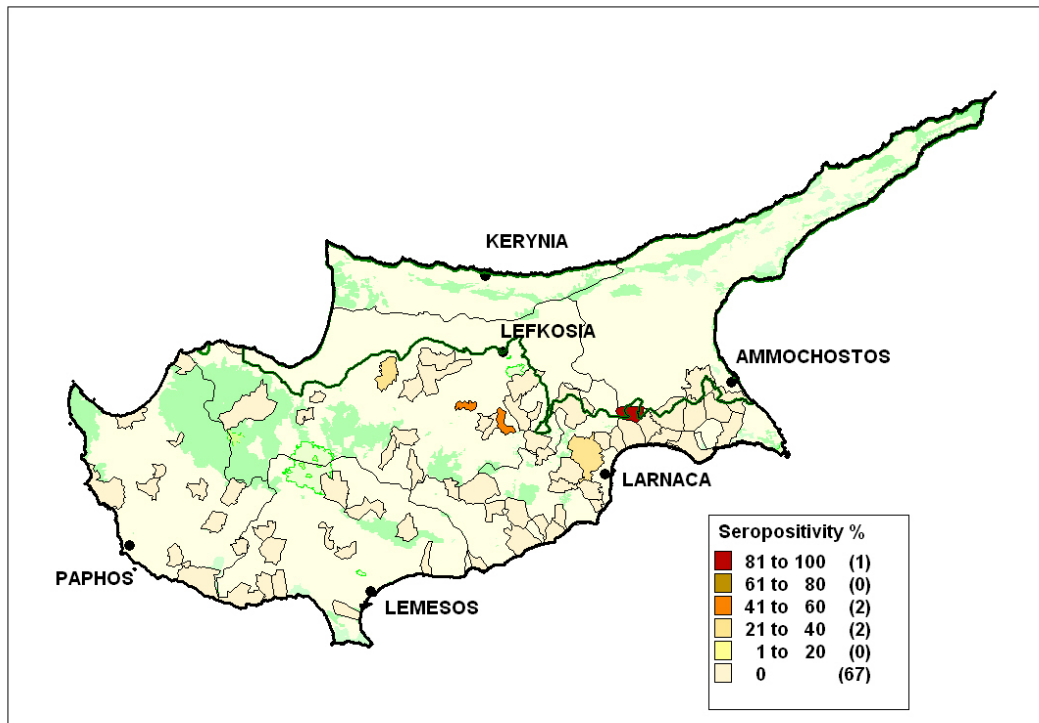 KERYNIA
LEFKOSIA
AMMOCHOSTOS
LARNACA
PAPHOS
LEMESOS
Seropositivity %
81 to 100 (1)
61 to 80 (0)
41 to 60 (2)
21 to 40 (2)
1 to 20 (0)
0 (67)